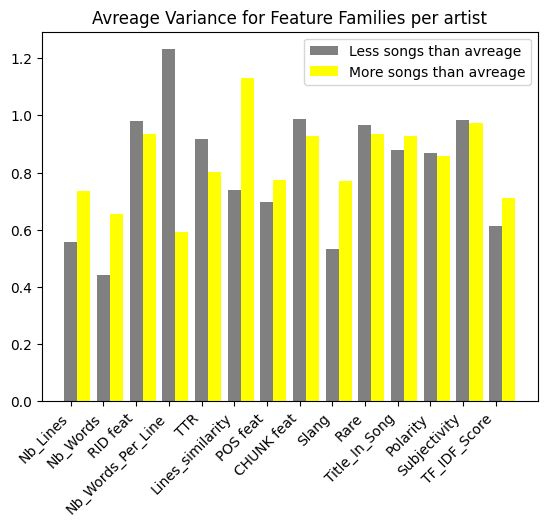 Avreage Variance for Feature Families per artist
Less songs than avreage
More songs than avreage
1.2
1.0
0.8
0.6
0.4
0.2
0.0
Nb_Lines
Nb_Words
RID feat
Nb_Words_Per_Line
TTR
Lines_similarity
POS feat
CHUNK feat
Slang
Rare
Title_In_Song
Polarity
Subjectivity
TF_IDF_Score